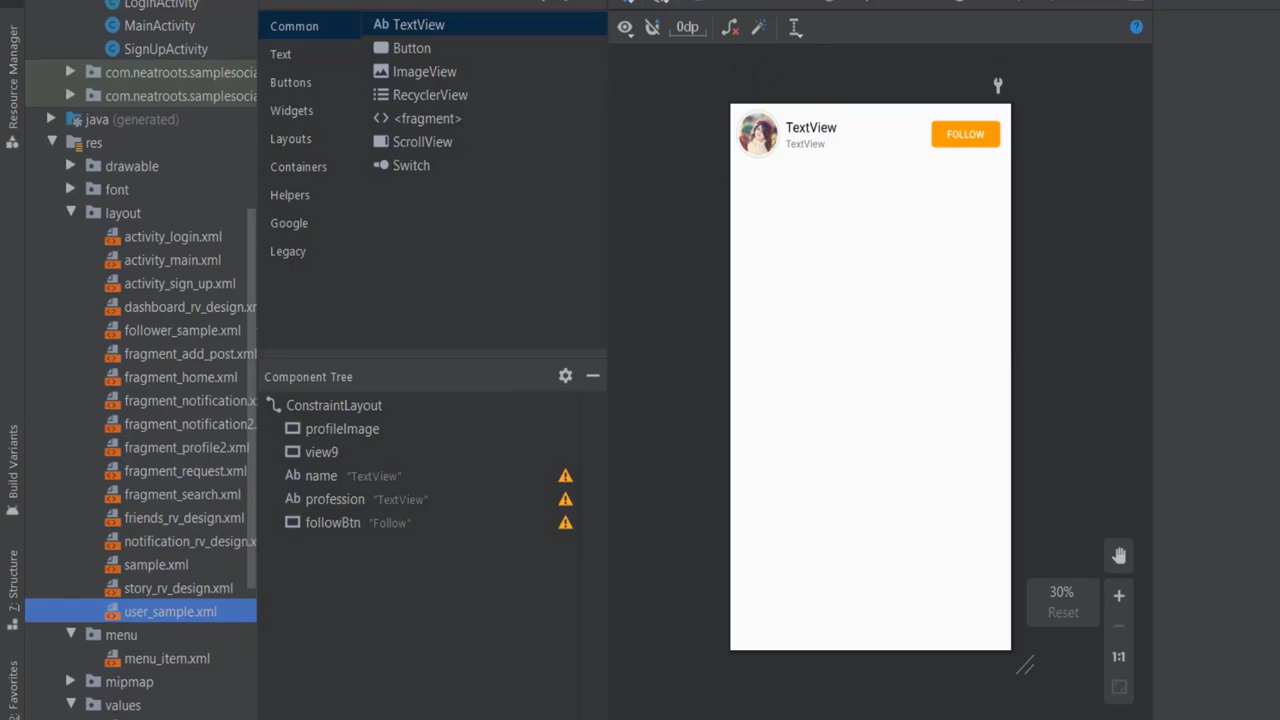 Resource Manager
Build Variants
Z: Structure
Favorites
LoginActivity
MainActivity
SignUpActivity
com.neatroots.samplesocia
com.neatroots.samplesocia
java (generated)
res
drawable
font
layout
activity_login.xml
activity_main.xml
activity_sign_up.xml
dashboard_rv_design.xm
follower_sample.xml
fragment_add_post.xml
fragment_home.xml
fragment_notification.x
fragment_notification2.
fragment_profile2.xml
fragment_request.xml
fragment_search.xml
friends_rv_design.xml
notification_rv_design.x
sample.xml
story_rv_design.xml
user_sample.xml
menu
menu_item.xml
mipmap
values
Common
Text
Buttons
Widgets
Layouts
Containers
Helpers
Google
Legacy
Ab TextView
Button
ImageView
RecyclerView
<fragment>
ScrollView
Switch
Component Tree
ConstraintLayout
profileImage
view9
Ab name "TextView"
Ab profession "TextView"
followBtn "Follow"
0dp
?
TextView
TextView
FOLLOW
30%
Reset
1:1